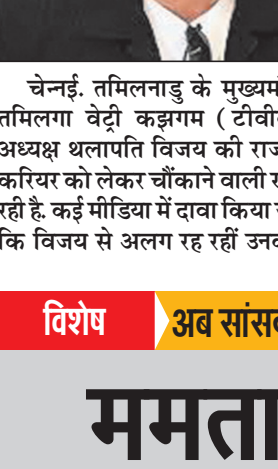 चेन्नई. तमिलनाडु के मुख्यमं
तमिलगा वेट्री कझगम ( टीवी
अध्यक्ष थलापति विजय की राज
करियर को लेकर चौंकाने वाली
रही है. कई मीडिया में दावा किया
कि विजय से अलग रह रहीं उन
विशेष
अब सांस
ममता